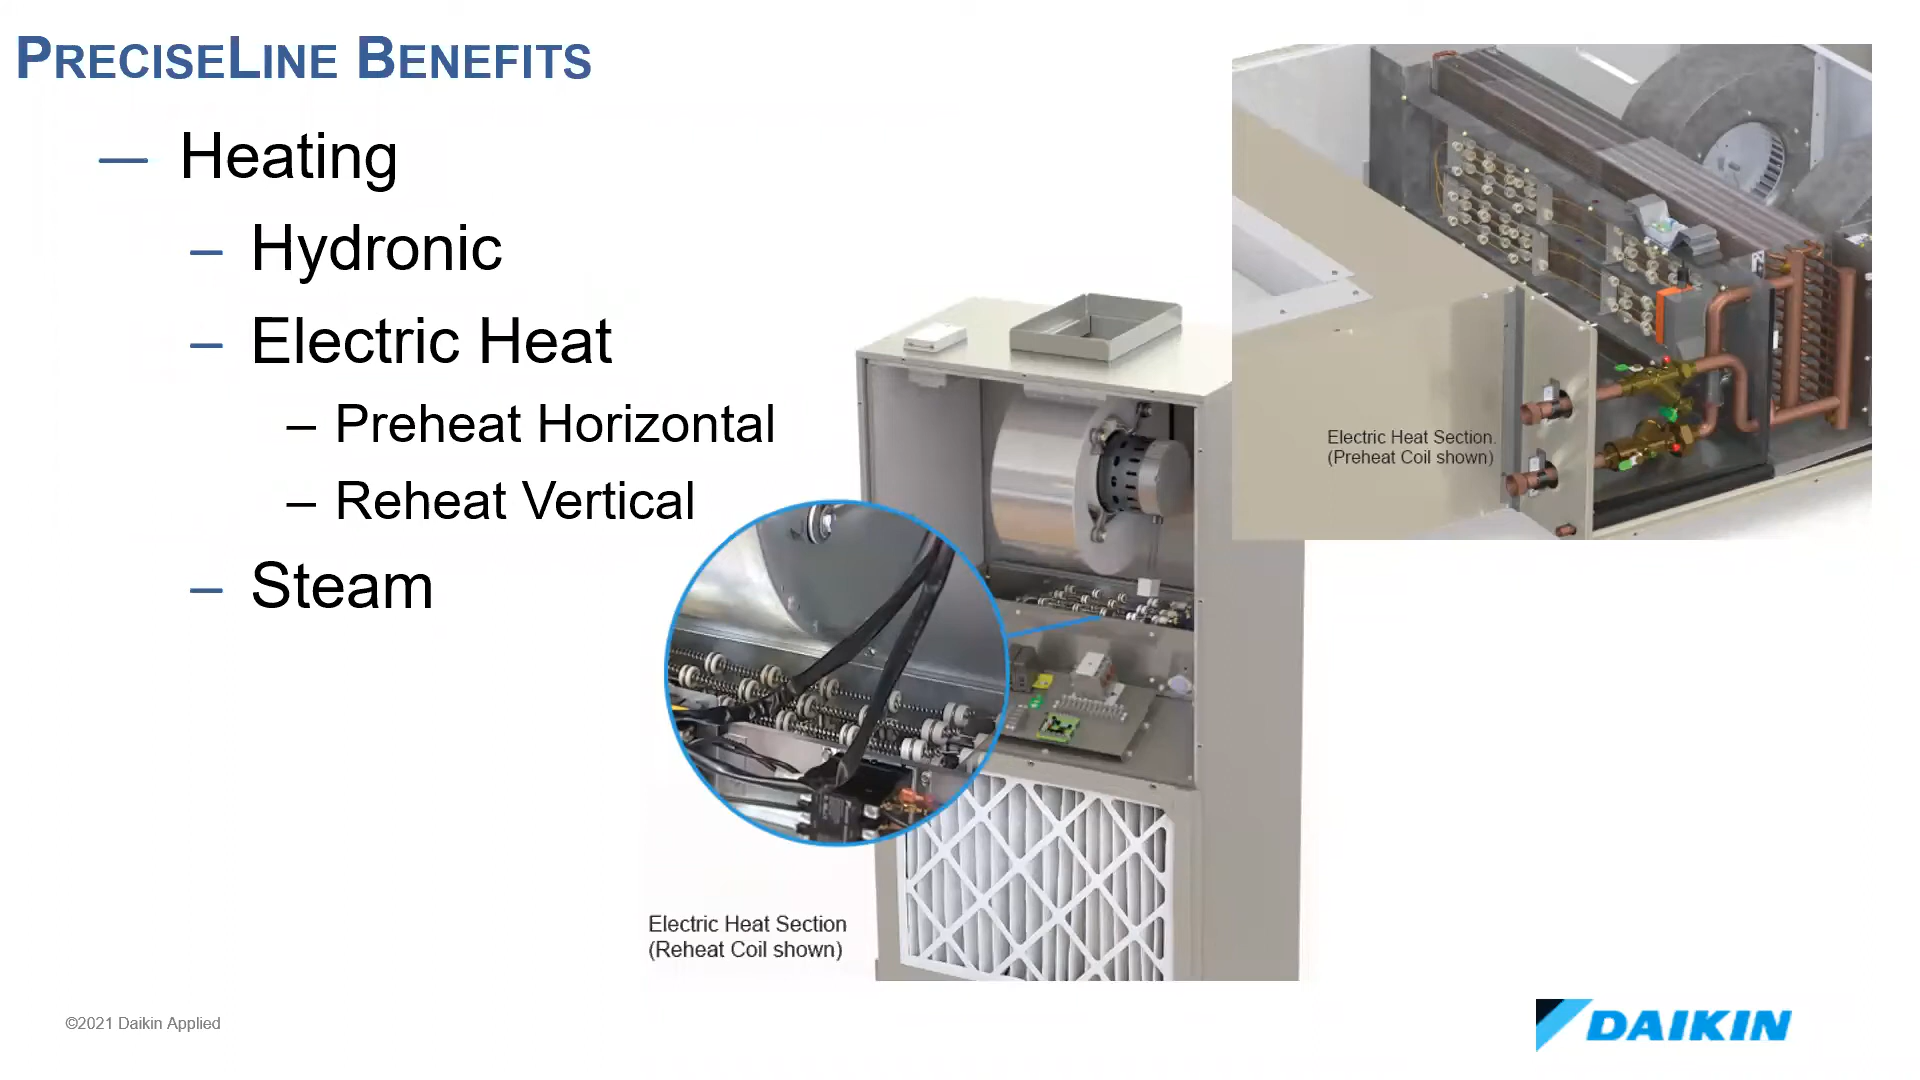 PRECISELINE BENEFITS
— Heating
– Hydronic
– Electric Heat
– Preheat Horizontal
– Reheat Vertical
– Steam
Electric Heat Section.
(Preheat Coil shown)
Electric Heat Section
(Reheat Coil shown)
©2021 Daikin Applied
DAIKIN